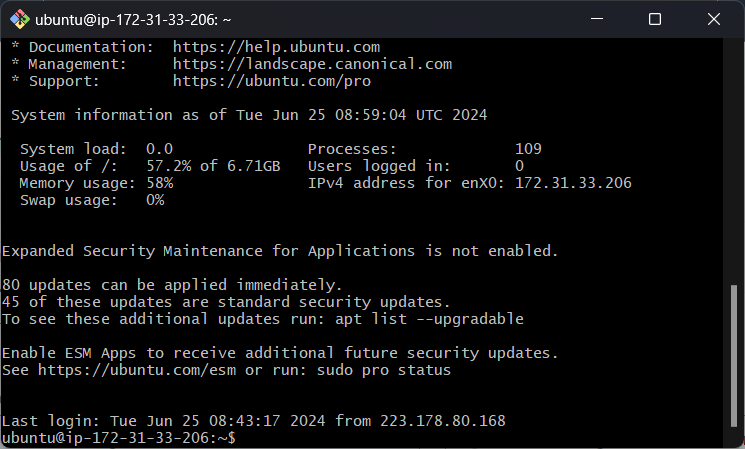 ubuntu@ip-172-31-33-206: ~
* Documentation:  https://help.ubuntu.com
* Management:     https://landscape.canonical.com
* Support:        https://ubuntu.com/pro
System information as of Tue Jun 25 08:59:04 UTC 2024
System load:  0.0               Processes:             109
Usage of /:   57.2% of 6.71GB   Users logged in:       0
Memory usage: 58%               IPv4 address for enX0: 172.31.33.206
Swap usage:   0%
Expanded Security Maintenance for Applications is not enabled.
80 updates can be applied immediately.
45 of these updates are standard security updates.
To see these additional updates run: apt list --upgradable
Enable ESM Apps to receive additional future security updates.
See https://ubuntu.com/esm or run: sudo pro status
Last login: Tue Jun 25 08:43:17 2024 from 223.178.80.168
ubuntu@ip-172-31-33-206:~$